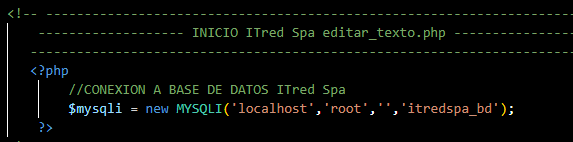 <!-- ------------------------------------------------------------------------
------------------- INICIO ITred Spa editar_texto.php ----------------
-----------------------------------------------------------------------
<?php
//CONEXION A BASE DE DATOS ITred Spa
$mysqli = new MYSQLI('localhost','root','','itredspa_bd');
?>